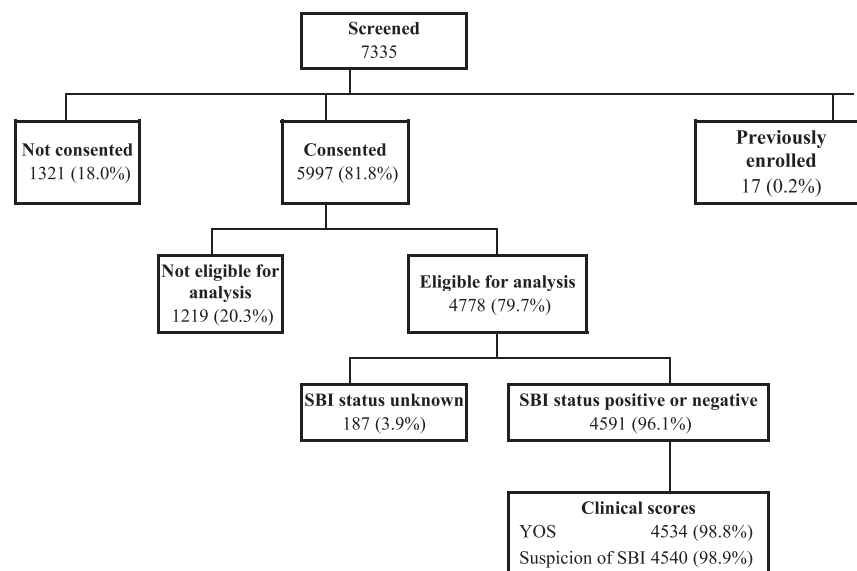 Screened
7335
Not consented
1321 (18.0%)
Consented
5997 (81.8%)
Previously
enrolled
17 (0.2%)
Not eligible for
analysis
1219 (20.3%)
Eligible for analysis
4778 (79.7%)
SBI status unknown
187 (3.9%)
SBI status positive or negative
4591 (96.1%)
Clinical scores
YOS 4534 (98.8%)
Suspicion of SBI 4540 (98.9%)